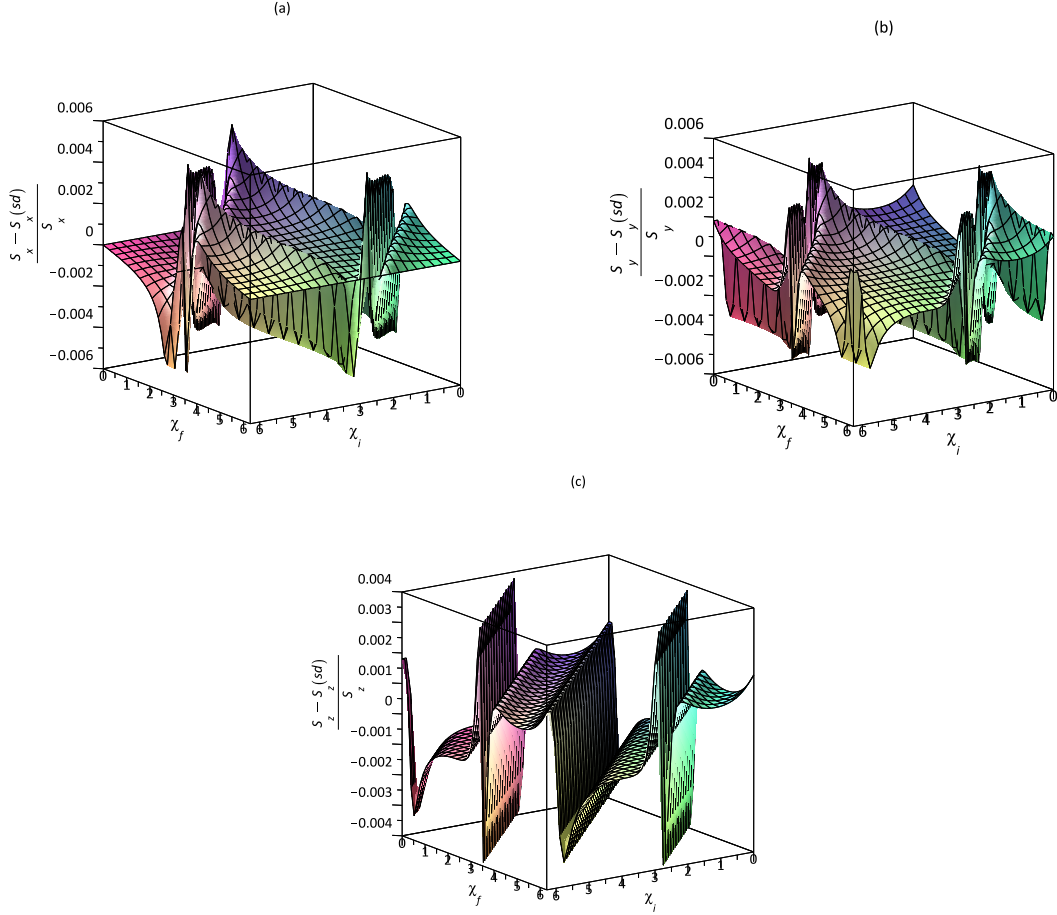 (a)
0.006
0.004
0.002
0
−0.002
−0.004
−0.006
S_x − S_x(sd)
S_x
0 1 2 3 4 5 6
χ_f
6 5 4 3 2 1 0
χ_i
(b)
0.006
0.004
0.002
0
−0.002
−0.004
−0.006
S_y − S_y(sd)
S_y
0 1 2 3 4 5 6
χ_f
6 5 4 3 2 1 0
χ_i
(c)
0.004
0.003
0.002
0.001
0
−0.001
−0.002
−0.003
−0.004
S_z − S_z(sd)
S_z
0 1 2 3 4 5 6
χ_f
6 5 4 3 2 1 0
χ_i